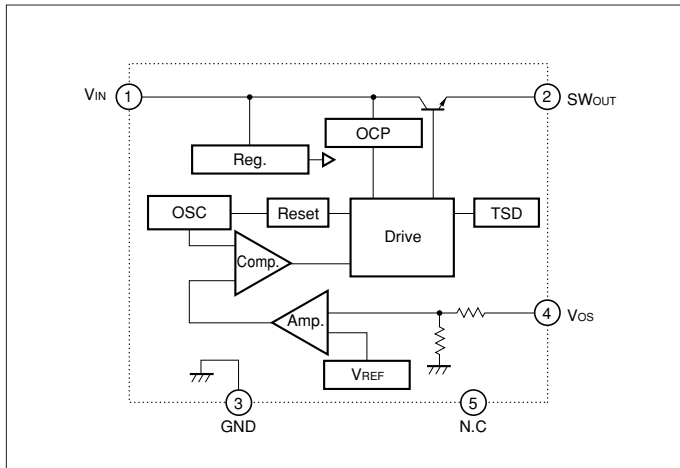 VIN
1
2
SWOUT
OCP
Reg.
OSC
Reset
Drive
TSD
Comp.
Amp.
4
VOS
VREF
3
5
GND
N.C